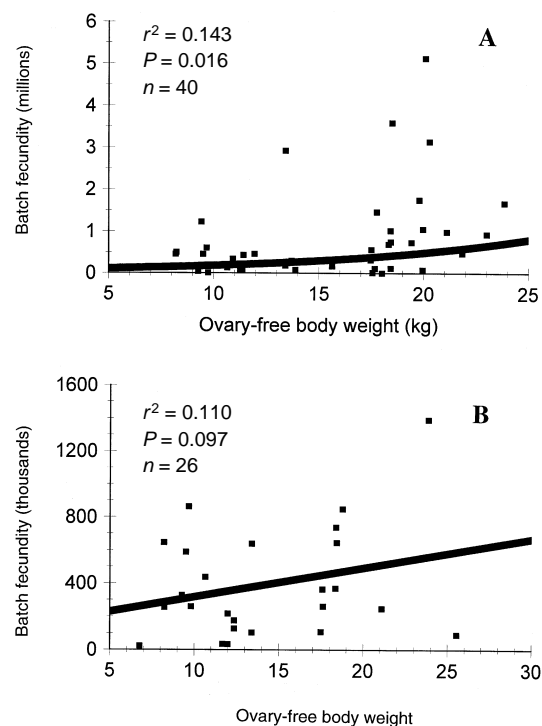 6
r² = 0.143
A
5
P = 0.016
n = 40
4
3
2
1
0
Batch fecundity (millions)
5 10 15 20 25
Ovary-free body weight (kg)
1600
r² = 0.110
B
P = 0.097
1200
n = 26
800
400
0
Batch fecundity (thousands)
5 10 15 20 25 30
Ovary-free body weight